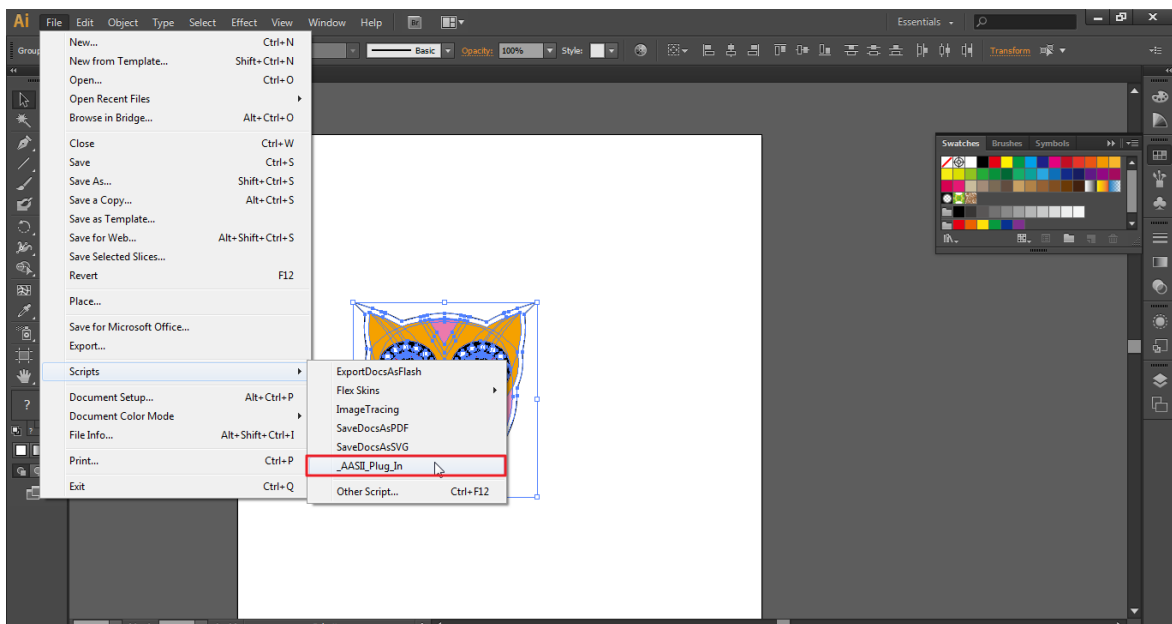 Ai File Edit Object Type Select Effect View Window Help Br Essentials
Group Basic Opacity: 100% Style: Transform
New... Ctrl+N
New from Template... Shift+Ctrl+N
Open... Ctrl+O
Open Recent Files
Browse in Bridge... Alt+Ctrl+O
Close Ctrl+W
Save Ctrl+S
Save As... Shift+Ctrl+S
Save a Copy... Alt+Ctrl+S
Save as Template...
Save for Web... Alt+Shift+Ctrl+S
Save Selected Slices...
Revert F12
Place...
Save for Microsoft Office...
Export...
Scripts
Document Setup... Alt+Ctrl+P
Document Color Mode
File Info... Alt+Shift+Ctrl+I
Print... Ctrl+P
Exit Ctrl+Q
ExportDocsAsFlash
Flex Skins
ImageTracing
SaveDocsAsPDF
SaveDocsAsSVG
_AASII_Plug_In
Other Script... Ctrl+F12
Swatches Brushes Symbols